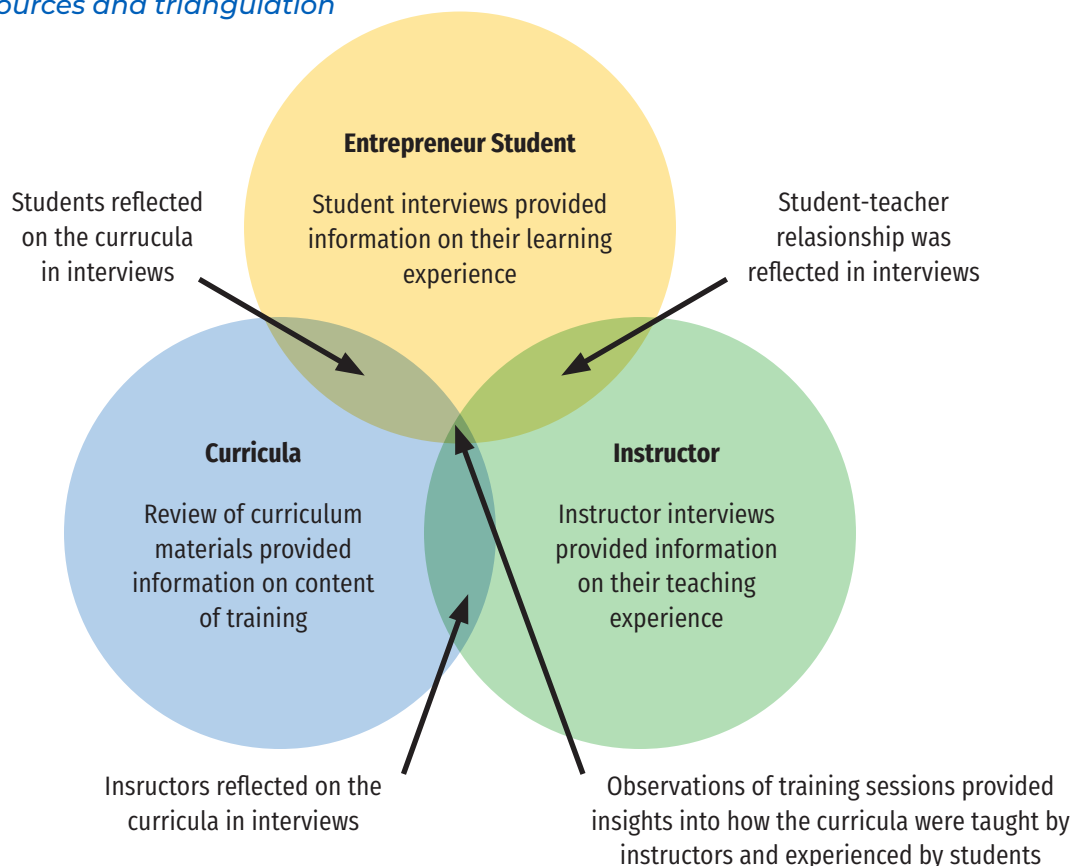 ources and triangulation
Entrepreneur Student
Student interviews provided
information on their learning
experience
Students reflected
on the currucula
in interviews
Student-teacher
relasionship was
reflected in interviews
Curricula
Review of curriculum
materials provided
information on content
of training
Instructor
Instructor interviews
provided information
on their teaching
experience
Insructors reflected on the
curricula in interviews
Observations of training sessions provided
insights into how the curricula were taught by
instructors and experienced by students